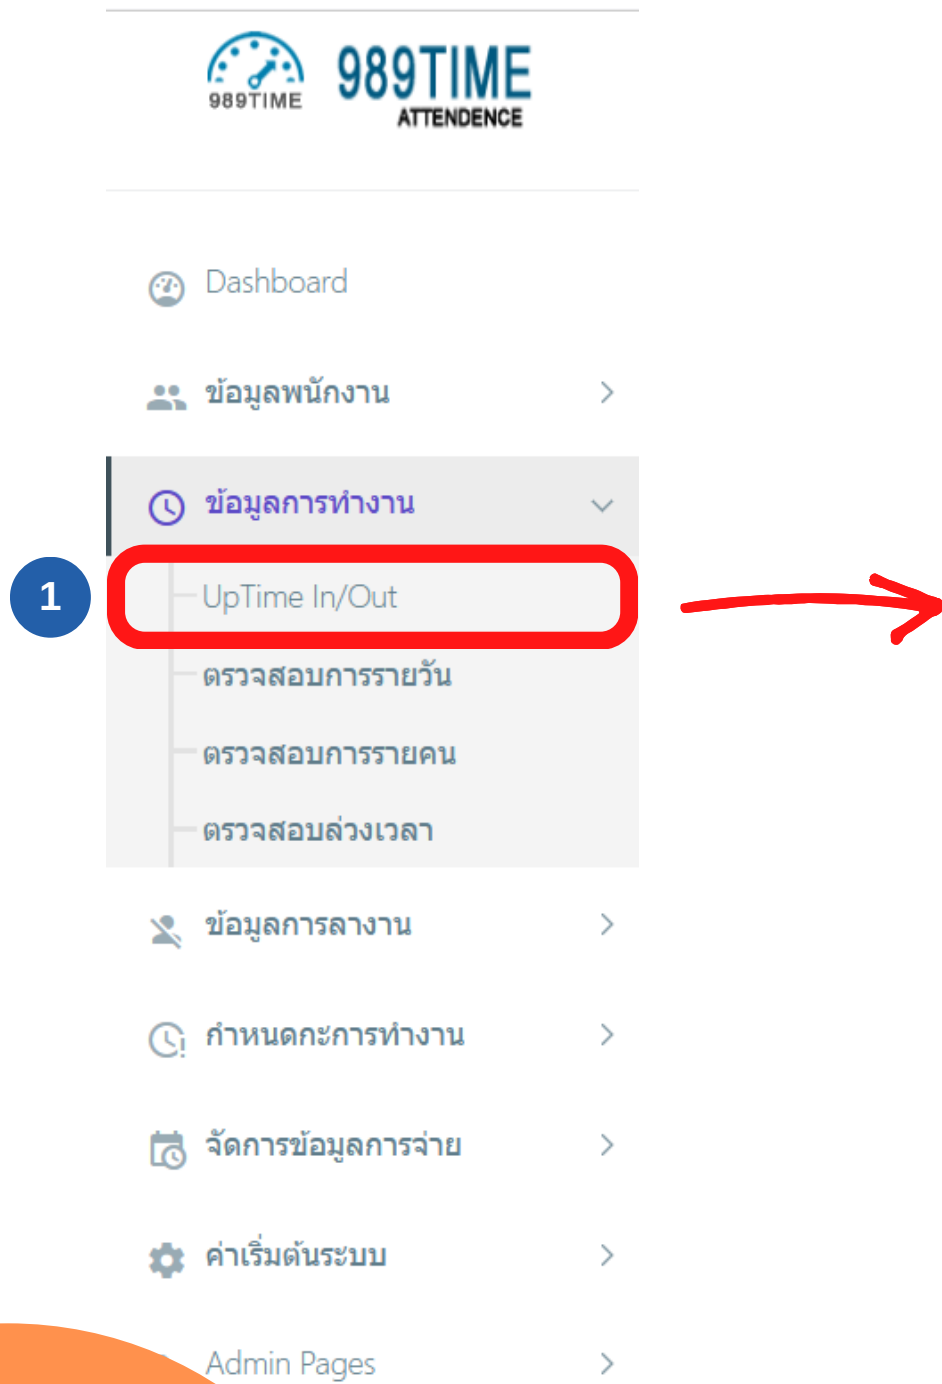 989TIME
989TIME
ATTENDENCE
Dashboard
ข้อมูลพนักงาน
ข้อมูลการทำงาน
1
UpTime In/Out
ตรวจสอบการรายวัน
ตรวจสอบการรายคน
ตรวจสอบล่วงเวลา
ข้อมูลการลางาน
กำหนดกะการทำงาน
จัดการข้อมูลการจ่าย
ค่าเริ่มต้นระบบ
Admin Pages